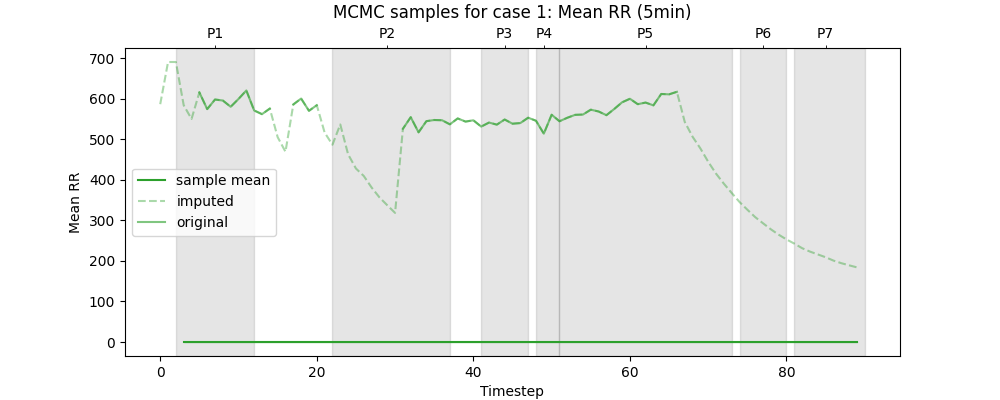 MCMC samples for case 1: Mean RR (5min)
P1 P2 P3 P4 P5 P6 P7
700
600
500
400
300
200
100
0
Mean RR
sample mean
imputed
original
0 20 40 60 80
Timestep